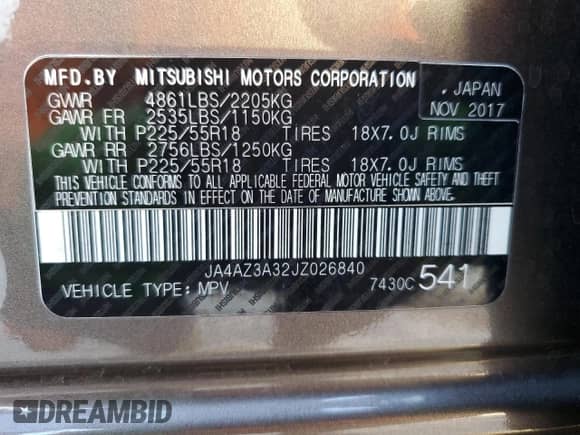 MFD.BY MITSUBISHI MOTORS CORPORATION
GWVR 4861LBS/2205KG
GAWR FR 2535LBS/1150KG
WITH P225/55R18 TIRES 18X7.0J RIMS
GAWR RR 2756LBS/1250KG
WITH P225/55R18 TIRES 18X7.0J RIMS
, JAPAN
NOV 2017
THIS VEHICLE CONFORMS TO ALL APPLICABLE FEDERAL MOTOR VEHICLE SAFETY AND THEFT
PREVENTION STANDARDS IN EFFECT ON THE DATE OF MANUFACTURE SHOWN ABOVE.
JA4AZ3A32JZ026840
VEHICLE TYPE: MPV 7430C 541
DREAMBID